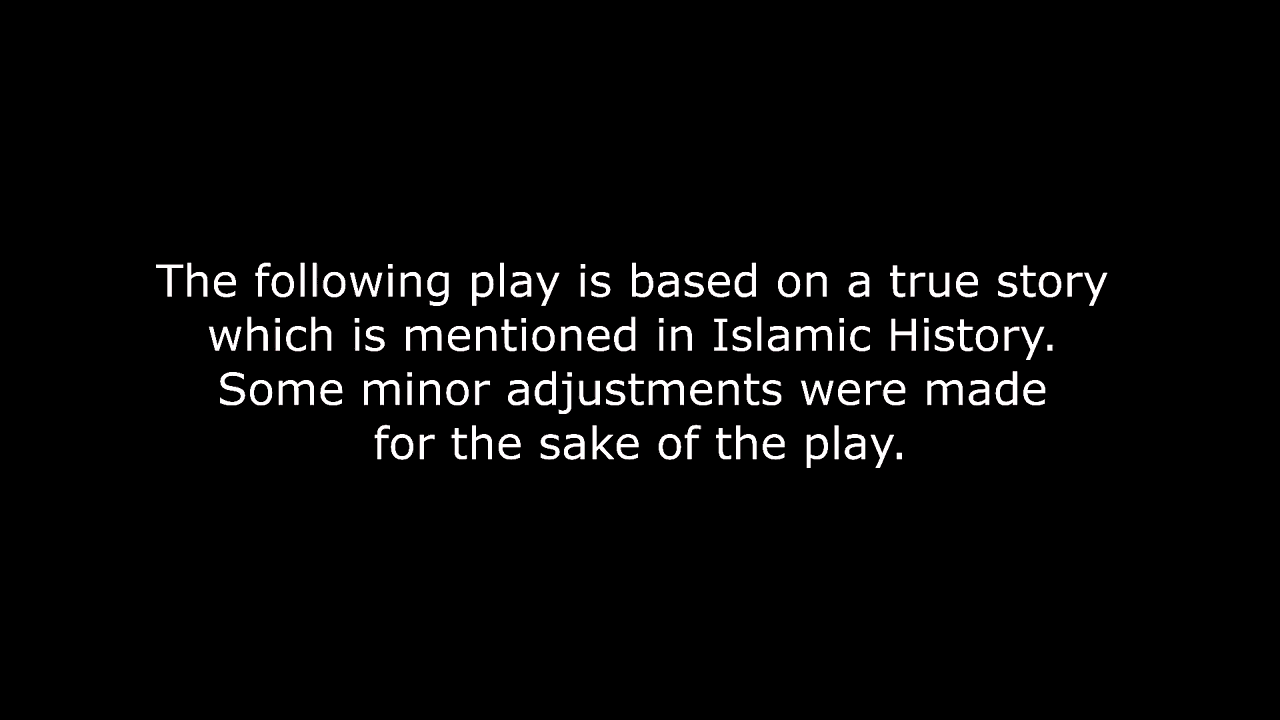 The following play is based on a true story
which is mentioned in Islamic History.
Some minor adjustments were made
for the sake of the play.